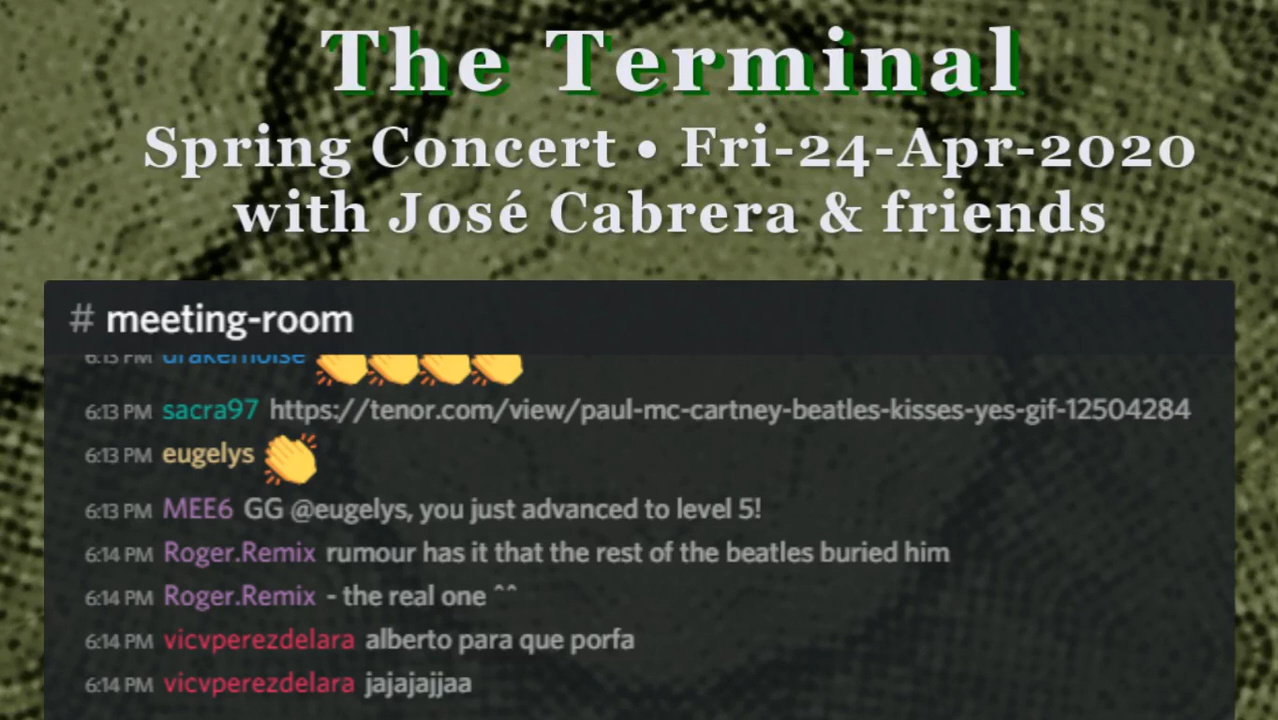 The Terminal
Spring Concert • Fri-24-Apr-2020
with José Cabrera & friends
# meeting-room
6:13 PM drakernoise 👏👏👏👏
6:13 PM sacra97 https://tenor.com/view/paul-mc-cartney-beatles-kisses-yes-gif-12504284
6:13 PM eugelys 👏
6:13 PM MEE6 GG @eugelys, you just advanced to level 5!
6:14 PM Roger.Remix rumour has it that the rest of the beatles buried him
6:14 PM Roger.Remix - the real one ^^
6:14 PM vicvperezdelara alberto para que porfa
6:14 PM vicvperezdelara jajajajjaa